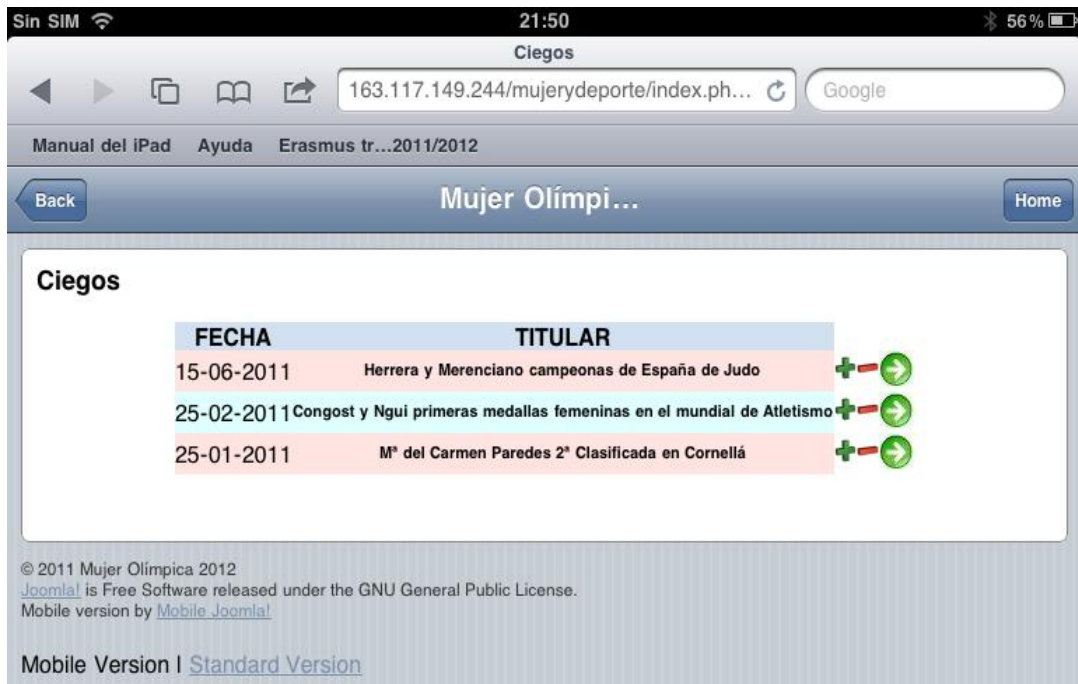 Sin SIM 21:50 56%
Ciegos
163.117.149.244/mujerydeporte/index.ph... Google
Manual del iPad Ayuda Erasmus tr...2011/2012
Back Mujer Olímpi... Home
Ciegos
FECHA TITULAR
15-06-2011 Herrera y Merenciano campeonas de España de Judo
25-02-2011 Congost y Ngui primeras medallas femeninas en el mundial de Atletismo
25-01-2011 Mª del Carmen Paredes 2ª Clasificada en Cornellá
© 2011 Mujer Olímpica 2012
Joomla! is Free Software released under the GNU General Public License.
Mobile version by Mobile Joomla!
Mobile Version | Standard Version